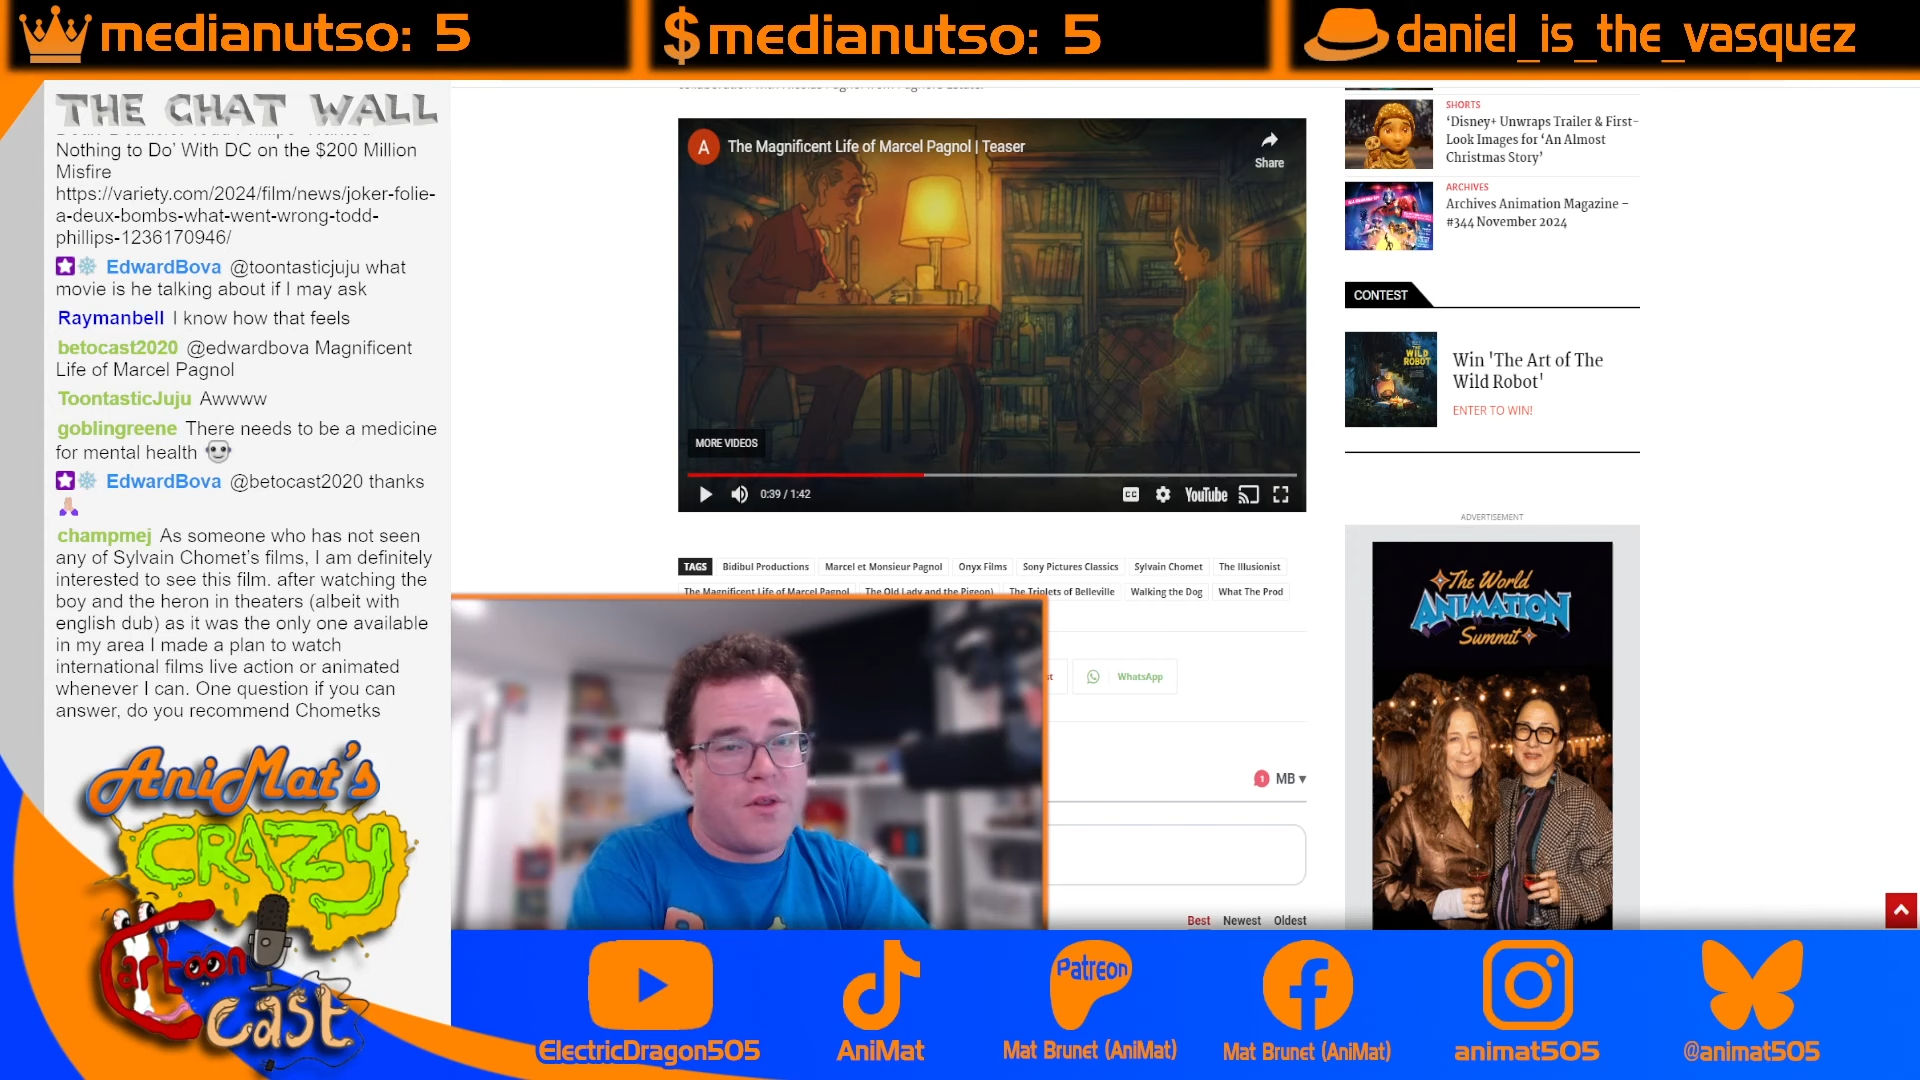 medianutso: 5
$ medianutso: 5
daniel_is_the_vasquez
THE CHAT WALL
Nothing to Do’ With DC on the $200 Million
Misfire
https://variety.com/2024/film/news/joker-folie-
a-deux-bombs-what-went-wrong-todd-
phillips-1236170946/
EdwardBova @toontasticjuju what
movie is he talking about if I may ask
Raymanbell I know how that feels
betocast2020 @edwardbova Magnificent
Life of Marcel Pagnol
ToontasticJuju Awwww
goblingreene There needs to be a medicine
for mental health
EdwardBova @betocast2020 thanks
champmej As someone who has not seen
any of Sylvain Chomet’s films, I am definitely
interested to see this film. after watching the
boy and the heron in theaters (albeit with
english dub) as it was the only one available
in my area I made a plan to watch
international films live action or animated
whenever I can. One question if you can
answer, do you recommend Chometks
AniMat's
CRAZY
Cartoon
Cast
A
The Magnificent Life of Marcel Pagnol | Teaser
Share
MORE VIDEOS
0:39 / 1:42
CC
YouTube
TAGS
Bidibul Productions
Marcel et Monsieur Pagnol
Onyx Films
Sony Pictures Classics
Sylvain Chomet
The Illusionist
The Magnificent Life of Marcel Pagnol
The Old Lady and the Pigeon)
The Triplets of Belleville
Walking the Dog
What The Prod
st
WhatsApp
1
MB
Best
Newest
Oldest
SHORTS
‘Disney+ Unwraps Trailer & First-
Look Images for ‘An Almost
Christmas Story’
ARCHIVES
Archives Animation Magazine –
#344 November 2024
CONTEST
WILD
ROBOT
Win 'The Art of The
Wild Robot'
ENTER TO WIN!
ADVERTISEMENT
The World
ANIMATION
Summit
Patreon
ElectricDragon505
AniMat
Mat Brunet (AniMat)
Mat Brunet (AniMat)
animat505
@animat505